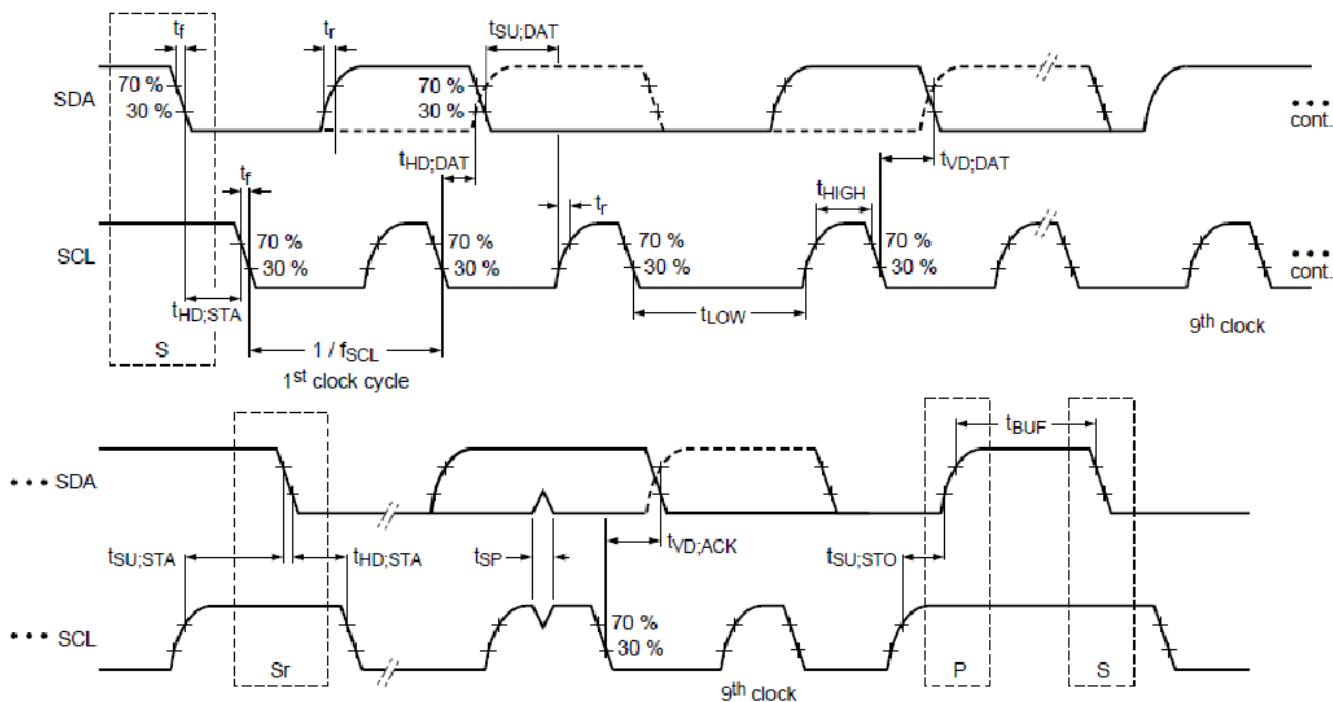 tf tr tSU;DAT
SDA 70 % 30 % 70 % 30 % cont.
tHD;DAT tVD;DAT
tf tr tHIGH
SCL 70 % 30 % 70 % 30 % 70 % 30 % 70 % 30 % cont.
tHD;STA tLOW 9th clock
S 1 / fSCL
1st clock cycle
tBUF
SDA
tSU;STA tHD;STA tSP tVD;ACK tSU;STO
SCL 70 % 30 %
Sr P S
9th clock